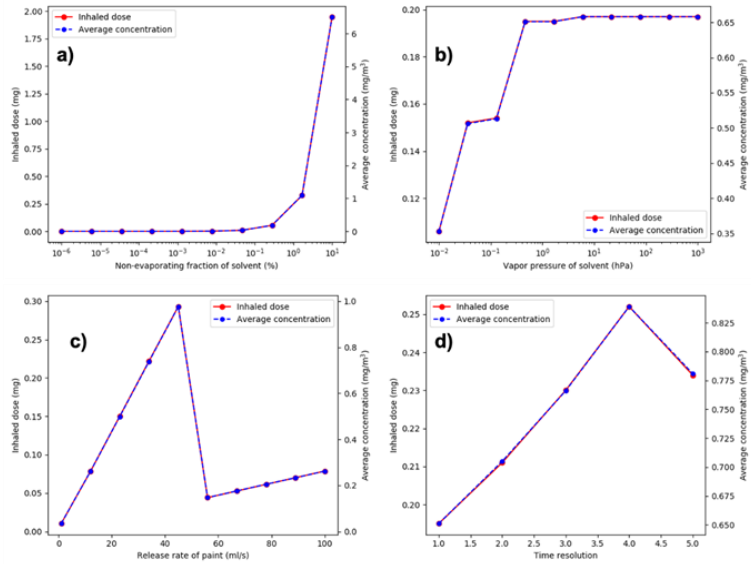 a)
Inhaled dose
Average concentration
2.00
1.75
1.50
1.25
1.00
0.75
0.50
0.25
0.00
Inhaled dose (mg)
6
5
4
3
2
1
0
Average concentration (mg/m³)
10⁻⁶ 10⁻⁵ 10⁻⁴ 10⁻³ 10⁻² 10⁻¹ 10⁰ 10¹
Non-evaporating fraction of solvent (%)
b)
0.20
0.18
0.16
0.14
0.12
Inhaled dose (mg)
0.65
0.60
0.55
0.50
0.45
0.40
0.35
Average concentration (mg/m³)
Inhaled dose
Average concentration
10⁻² 10⁻¹ 10⁰ 10¹ 10² 10³
Vapor pressure of solvent (hPa)
c)
Inhaled dose
Average concentration
0.30
0.25
0.20
0.15
0.10
0.05
0.00
Inhaled dose (mg)
1.0
0.8
0.6
0.4
0.2
0.0
Average concentration (mg/m³)
0 20 40 60 80 100
Release rate of paint (ml/s)
d)
Inhaled dose
Average concentration
0.25
0.24
0.23
0.22
0.21
0.20
Inhaled dose (mg)
0.825
0.800
0.775
0.750
0.725
0.700
0.675
0.650
Average concentration (mg/m³)
1.0 1.5 2.0 2.5 3.0 3.5 4.0 4.5 5.0
Time resolution